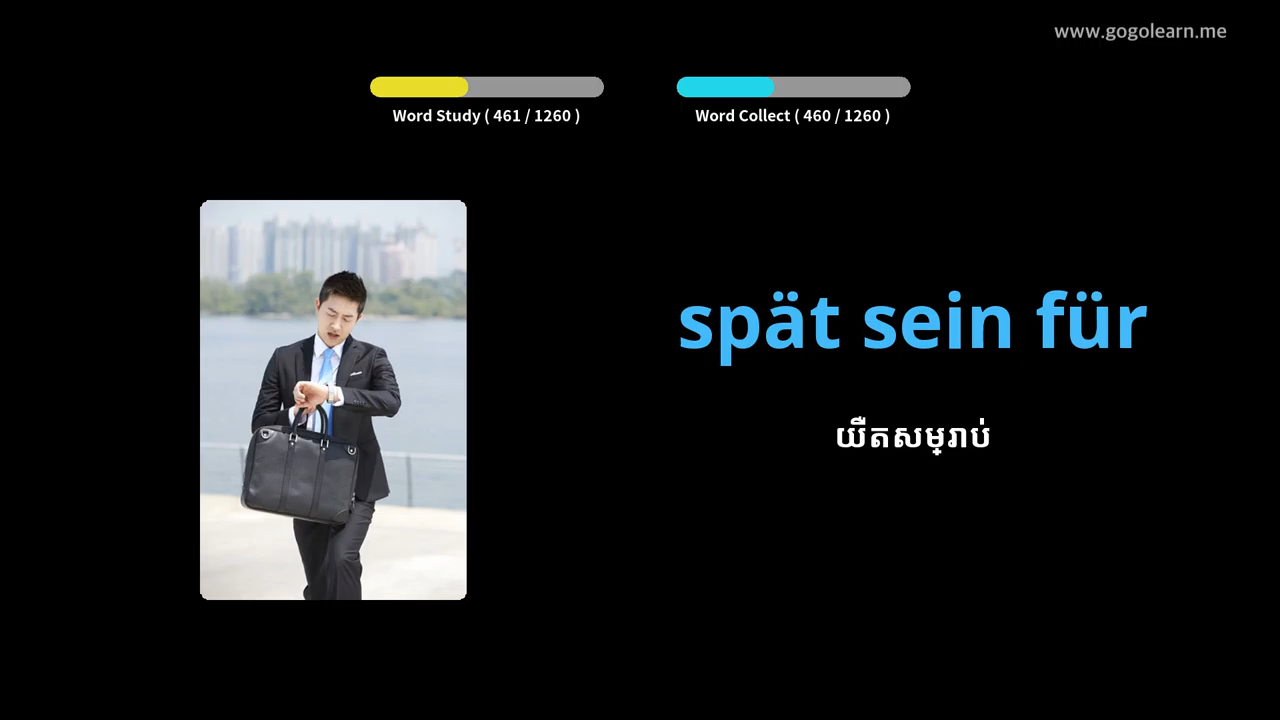 www.gogolearn.me
Word Study ( 461 / 1260 )
Word Collect ( 460 / 1260 )
spät sein für
យឺតសម្រាប់